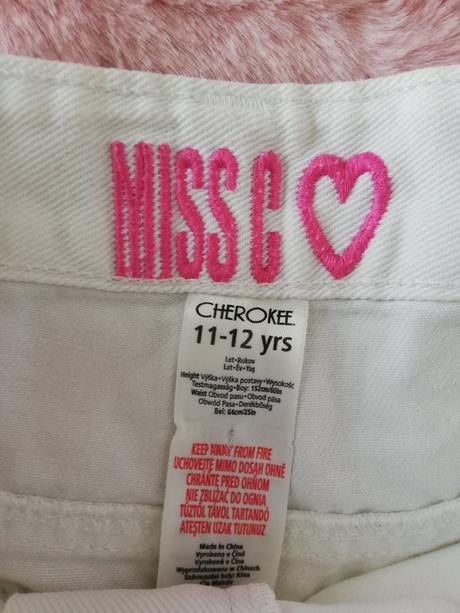 MISS C
CHEROKEE.
11-12 yrs
Let•Rokov
Lat•Év•Yaş
Height Výška•Výška postavy•Wysokość
Testmagasság•Boy: 152cm/60in
Waist Obvod pasu•Obvod pása
Obwód Pasa•Derékbőség
Bel: 64cm/25in
KEEP AWAY FROM FIRE
UCHOVEJTE MIMO DOSAH OHNĚ
CHRÁŇTE PRED OHŇOM
NIE ZBLIŻAĆ DO OGNIA
TŰZTŐL TÁVOL TARTANDÓ
ATEŞTEN UZAK TUTUNUZ
Made in China
Vyrobeno v Číně
Vyrobené v Číne
Wyprodukowano w Chinach
Származási hely: Kína